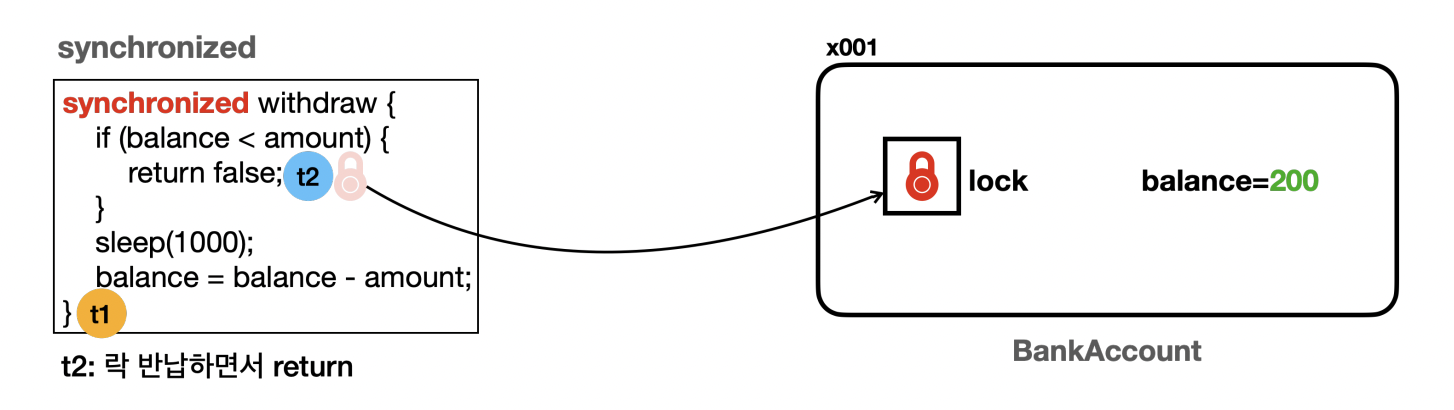 synchronized
synchronized withdraw {
if (balance < amount) {
return false; t2
}
sleep(1000);
balance = balance - amount;
} t1
t2: 락 반납하면서 return
x001
lock balance=200
BankAccount